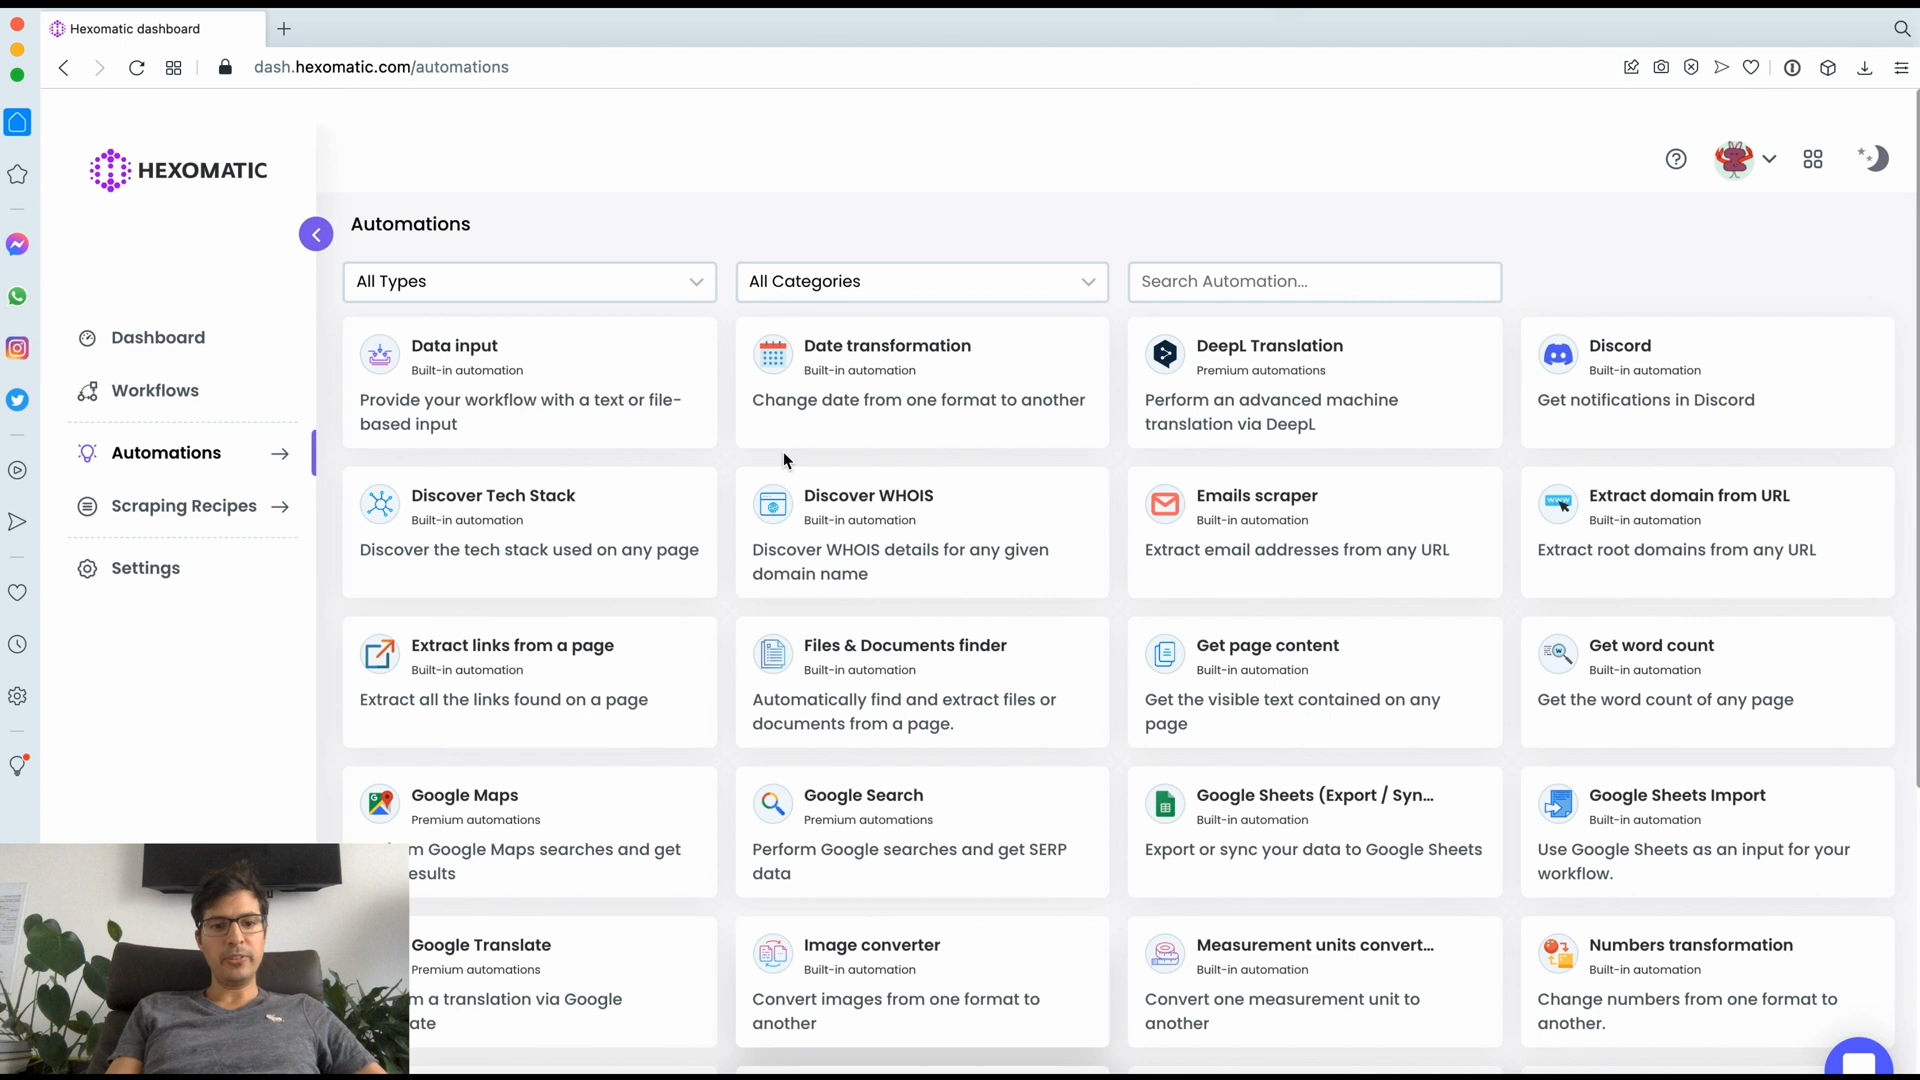 Hexomatic dashboard
dash.hexomatic.com/automations
HEXOMATIC
Automations
All Types
All Categories
Search Automation...
Dashboard
Workflows
Automations
Scraping Recipes
Settings
Data input
Built-in automation
Provide your workflow with a text or file-
based input
Date transformation
Built-in automation
Change date from one format to another
DeepL Translation
Premium automations
Perform an advanced machine
translation via DeepL
Discord
Built-in automation
Get notifications in Discord
Discover Tech Stack
Built-in automation
Discover the tech stack used on any page
Discover WHOIS
Built-in automation
Discover WHOIS details for any given
domain name
Emails scraper
Built-in automation
Extract email addresses from any URL
Extract domain from URL
Built-in automation
Extract root domains from any URL
Extract links from a page
Built-in automation
Extract all the links found on a page
Files & Documents finder
Built-in automation
Automatically find and extract files or
documents from a page.
Get page content
Built-in automation
Get the visible text contained on any
page
Get word count
Built-in automation
Get the word count of any page
Google Maps
Premium automations
m Google Maps searches and get
esults
Google Search
Premium automations
Perform Google searches and get SERP
data
Google Sheets (Export / Syn...
Built-in automation
Export or sync your data to Google Sheets
Google Sheets Import
Built-in automation
Use Google Sheets as an input for your
workflow.
Google Translate
Premium automations
m a translation via Google
ate
Image converter
Built-in automation
Convert images from one format to
another
Measurement units convert...
Built-in automation
Convert one measurement unit to
another
Numbers transformation
Built-in automation
Change numbers from one format to
another.